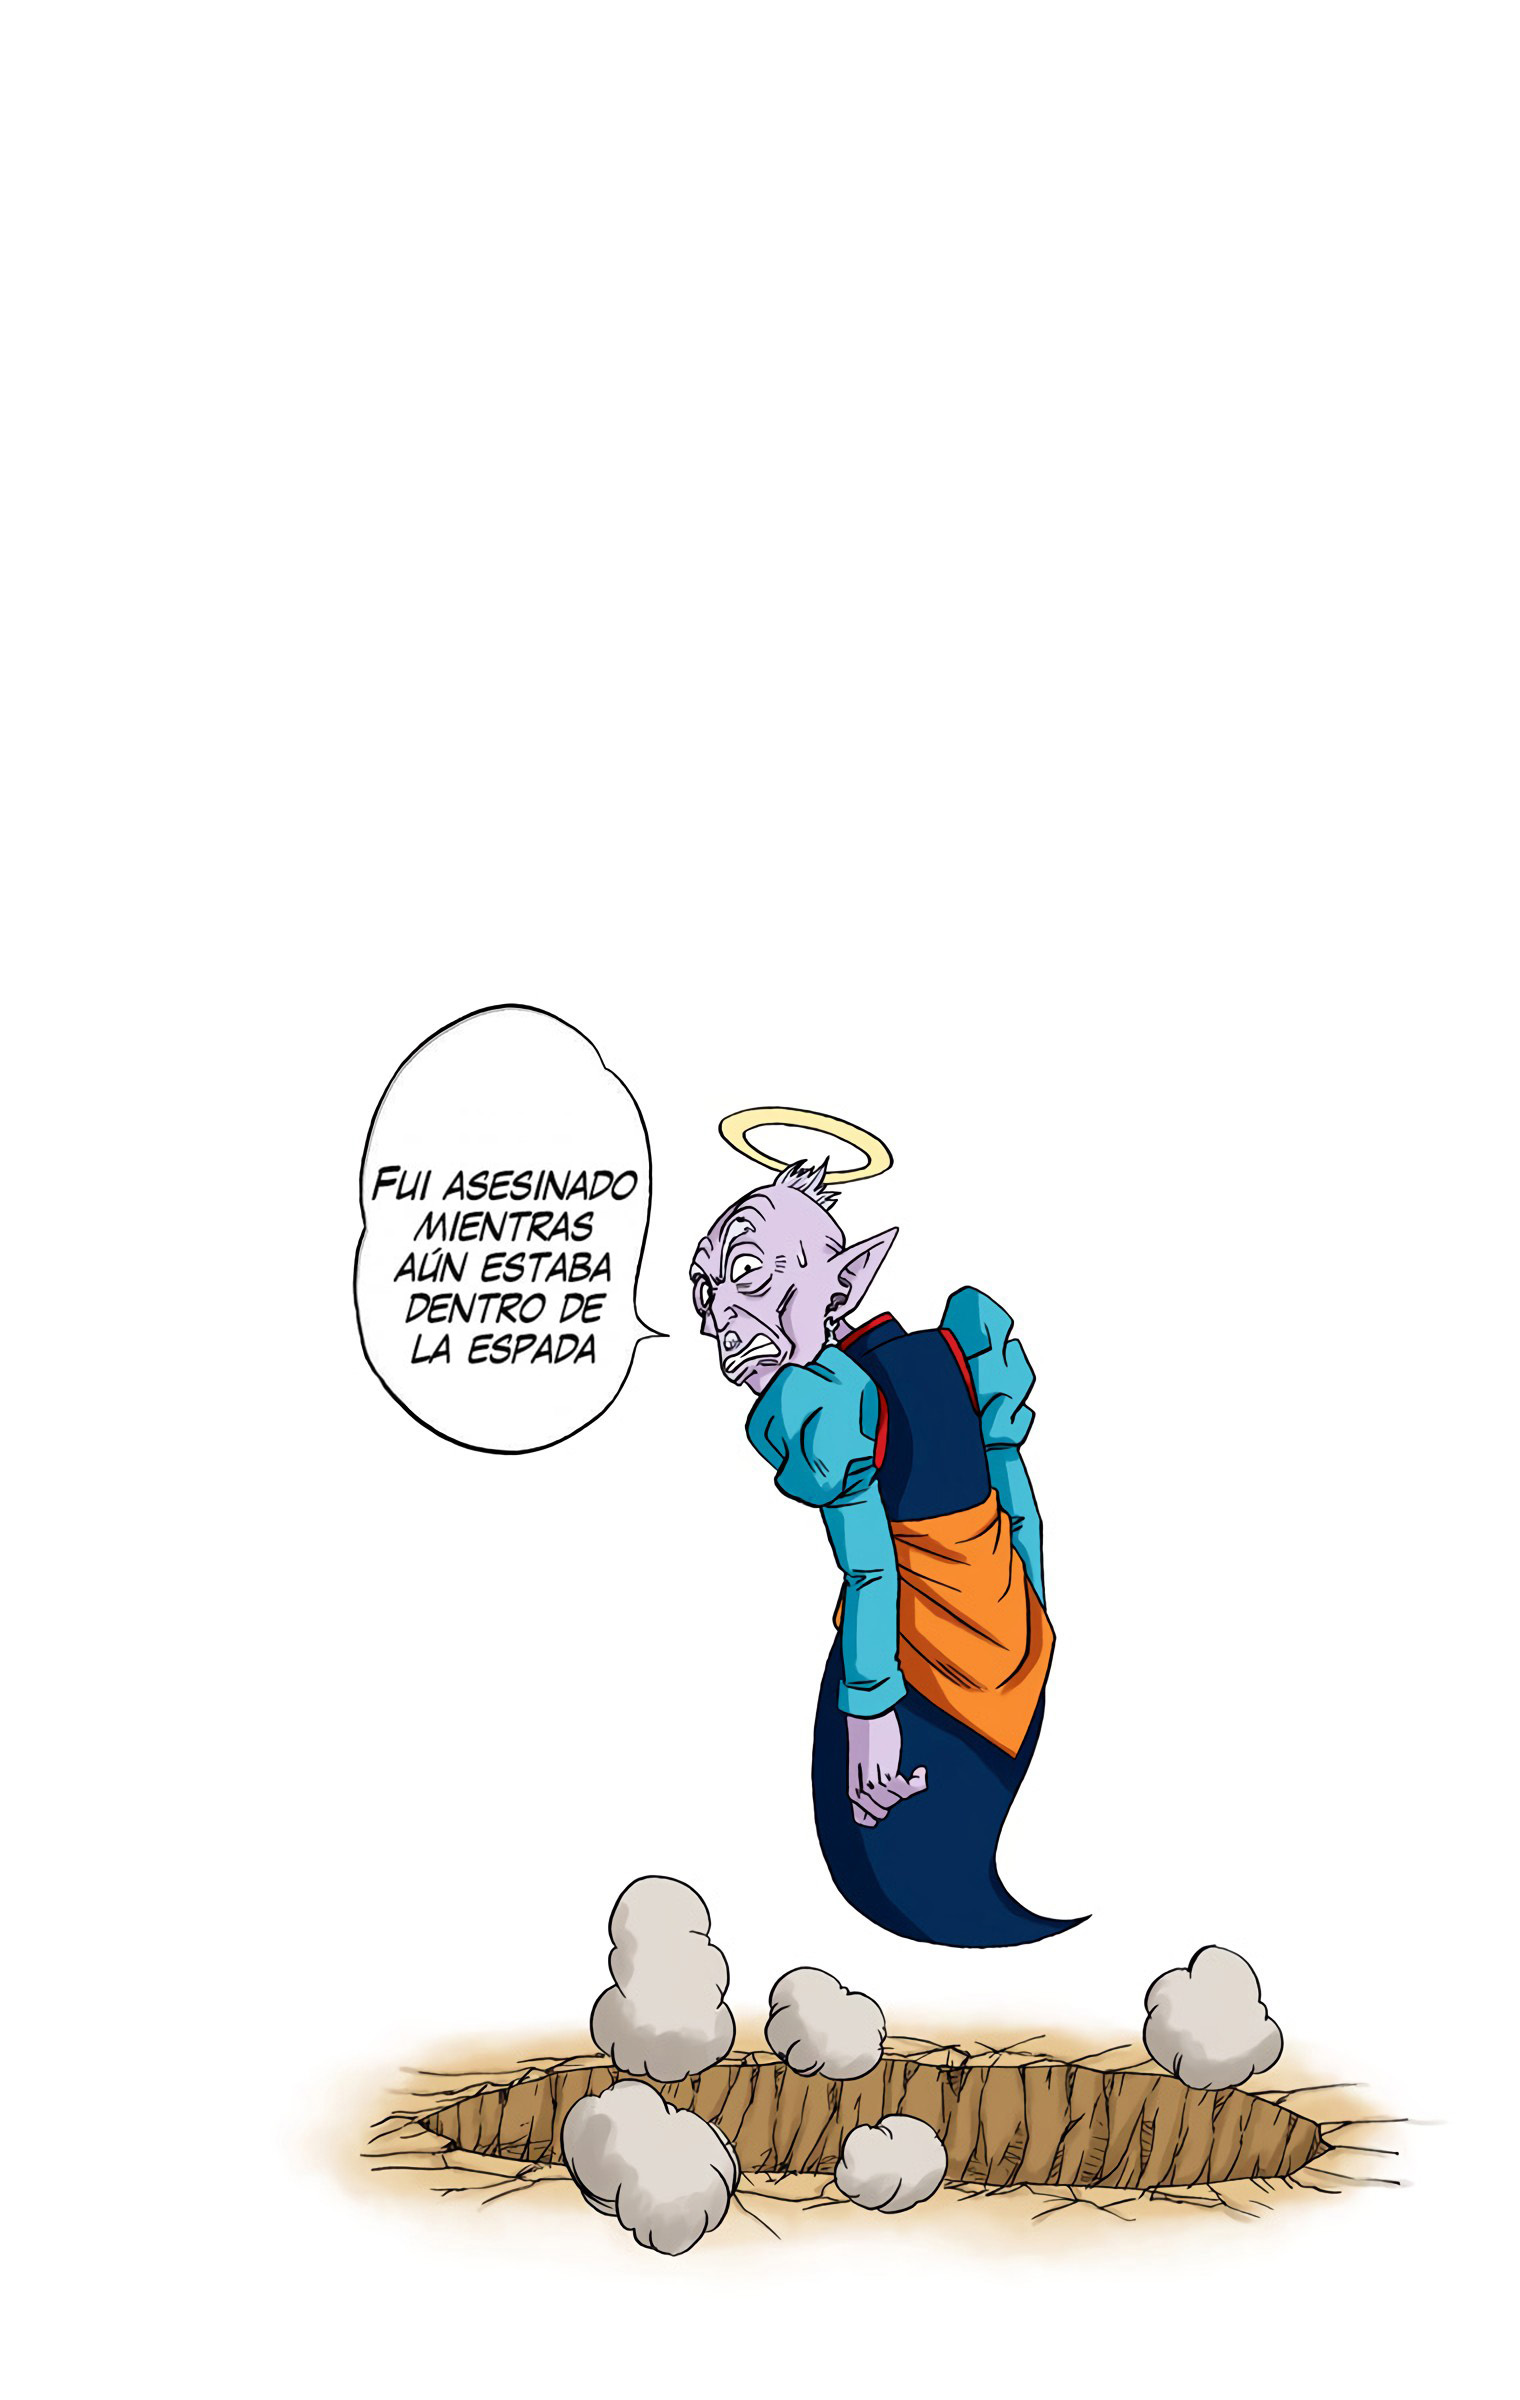 FUI ASESINADO
MIENTRAS
AÚN ESTABA
DENTRO DE
LA ESPADA